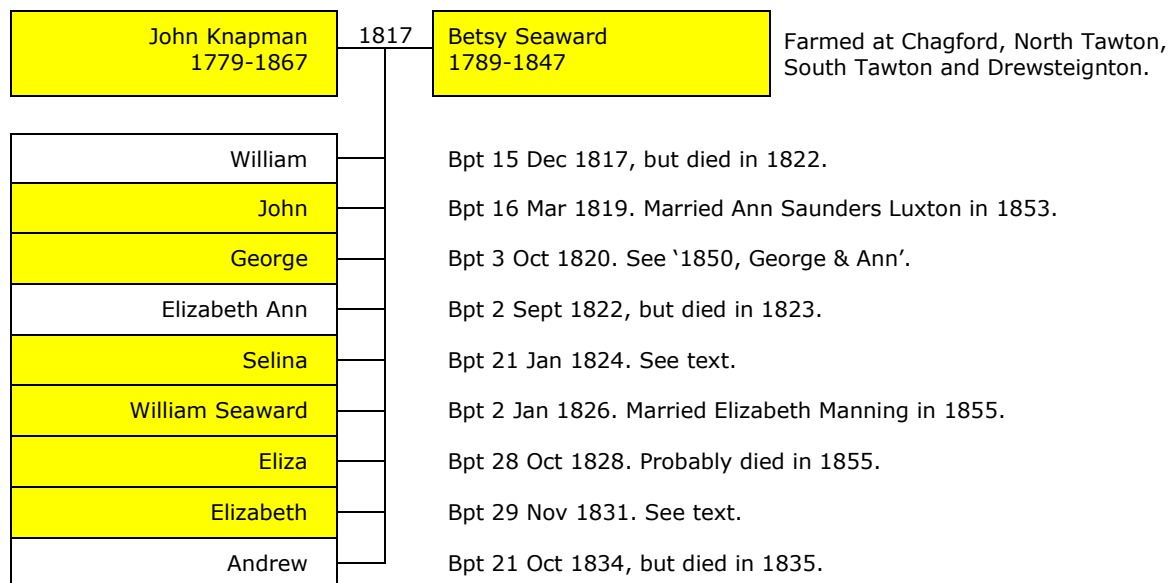 John Knapman
1779-1867
1817
Betsy Seaward
1789-1847
Farmed at Chagford, North Tawton,
South Tawton and Drewsteignton.
William Bpt 15 Dec 1817, but died in 1822.
John Bpt 16 Mar 1819. Married Ann Saunders Luxton in 1853.
George Bpt 3 Oct 1820. See ‘1850, George & Ann’.
Elizabeth Ann Bpt 2 Sept 1822, but died in 1823.
Selina Bpt 21 Jan 1824. See text.
William Seaward Bpt 2 Jan 1826. Married Elizabeth Manning in 1855.
Eliza Bpt 28 Oct 1828. Probably died in 1855.
Elizabeth Bpt 29 Nov 1831. See text.
Andrew Bpt 21 Oct 1834, but died in 1835.